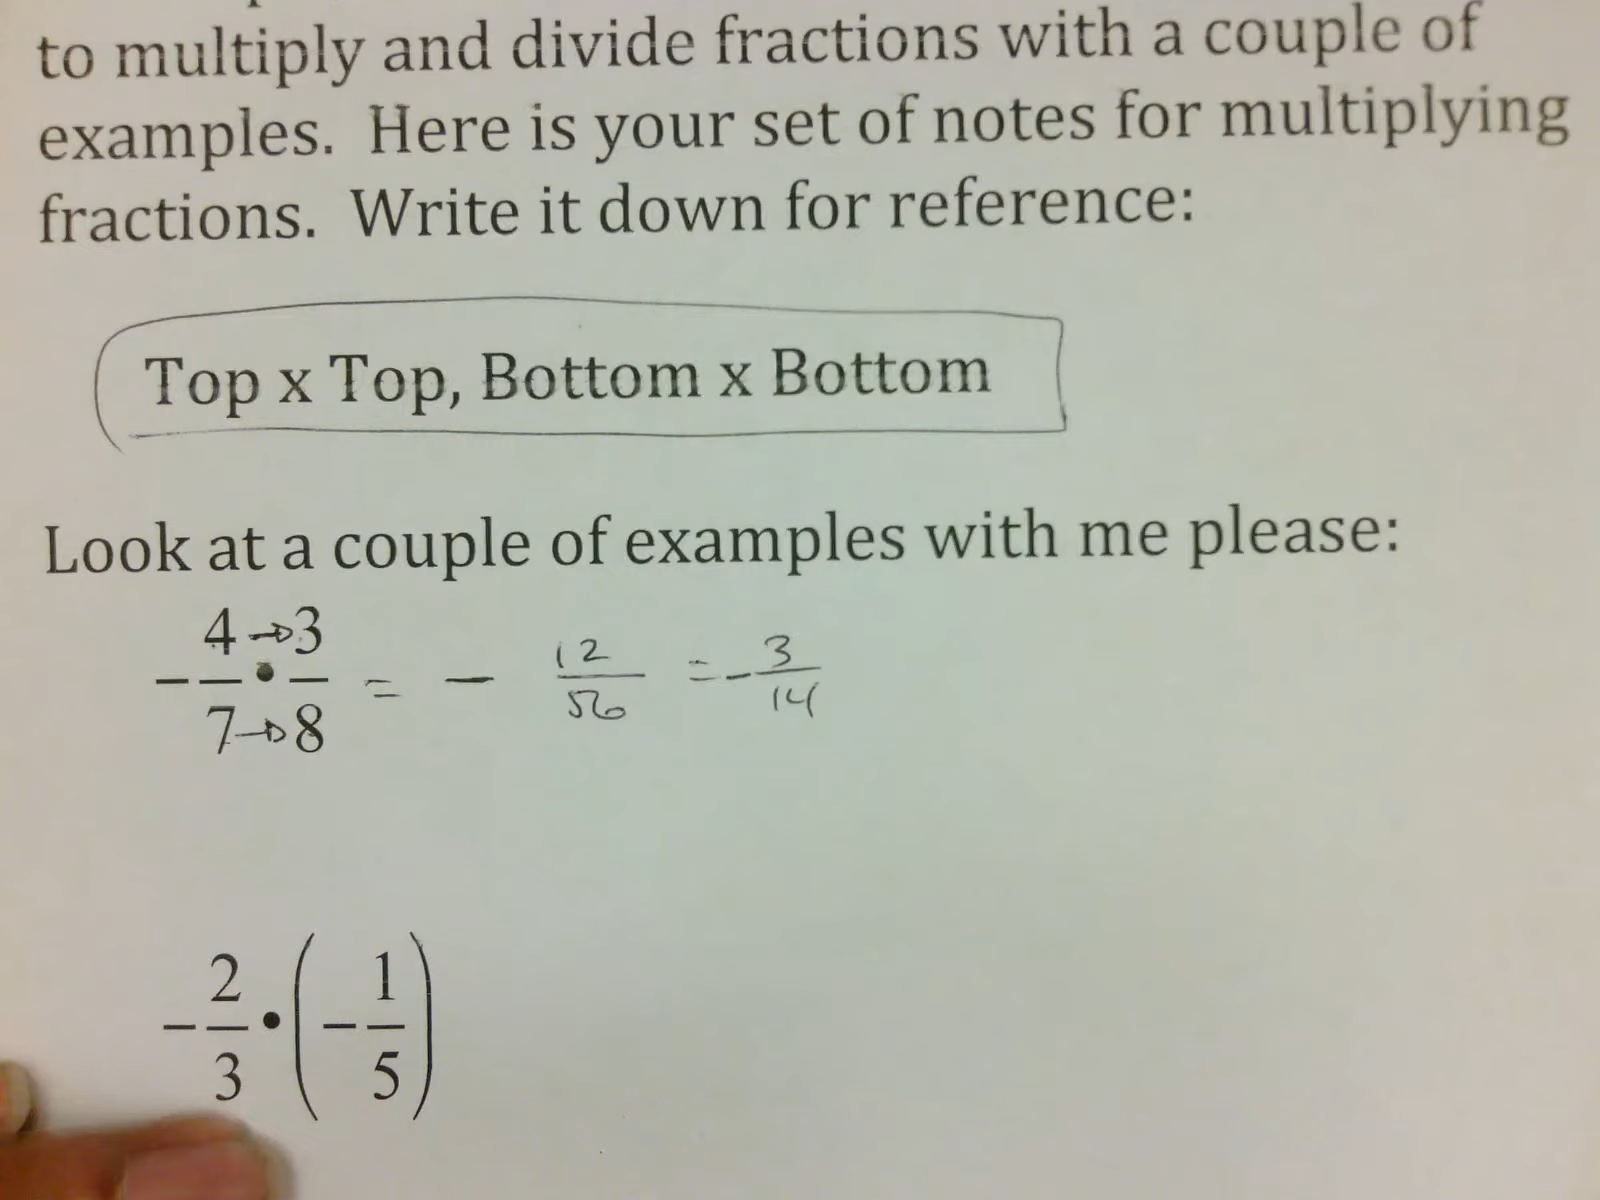 to multiply and divide fractions with a couple of
examples. Here is your set of notes for multiplying
fractions. Write it down for reference:
Top x Top, Bottom x Bottom
Look at a couple of examples with me please:
-4/7 • 3/8 = - 12/56 = - 3/14
-2/3 • (-1/5)